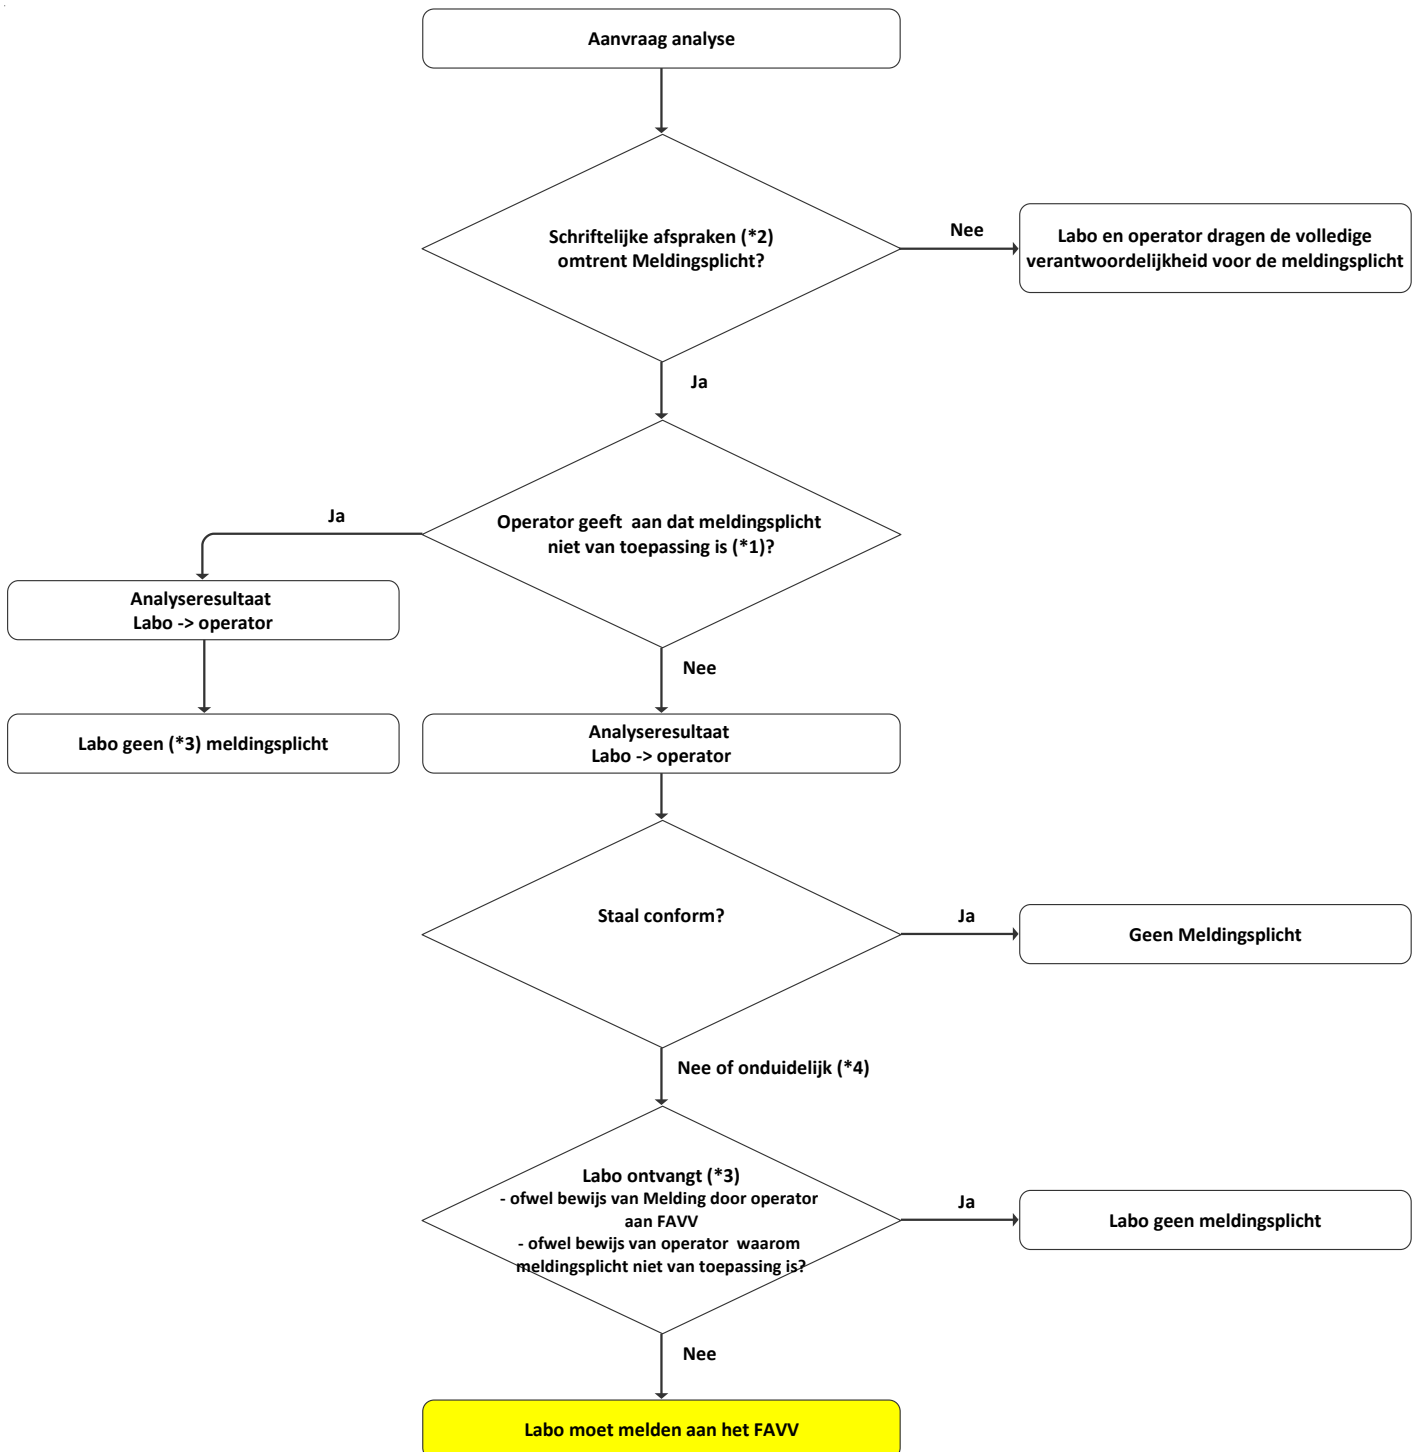 Aanvraag analyse
Schriftelijke afspraken (*2)
omtrent Meldingsplicht?
Nee
Labo en operator dragen de volledige
verantwoordelijkheid voor de meldingsplicht
Ja
Operator geeft aan dat meldingsplicht
niet van toepassing is (*1)?
Ja
Analyseresultaat
Labo -> operator
Labo geen (*3) meldingsplicht
Nee
Analyseresultaat
Labo -> operator
Staal conform?
Ja
Geen Meldingsplicht
Nee of onduidelijk (*4)
Labo ontvangt (*3)
- ofwel bewijs van Melding door operator
aan FAVV
- ofwel bewijs van operator waarom
meldingsplicht niet van toepassing is?
Ja
Labo geen meldingsplicht
Nee
Labo moet melden aan het FAVV